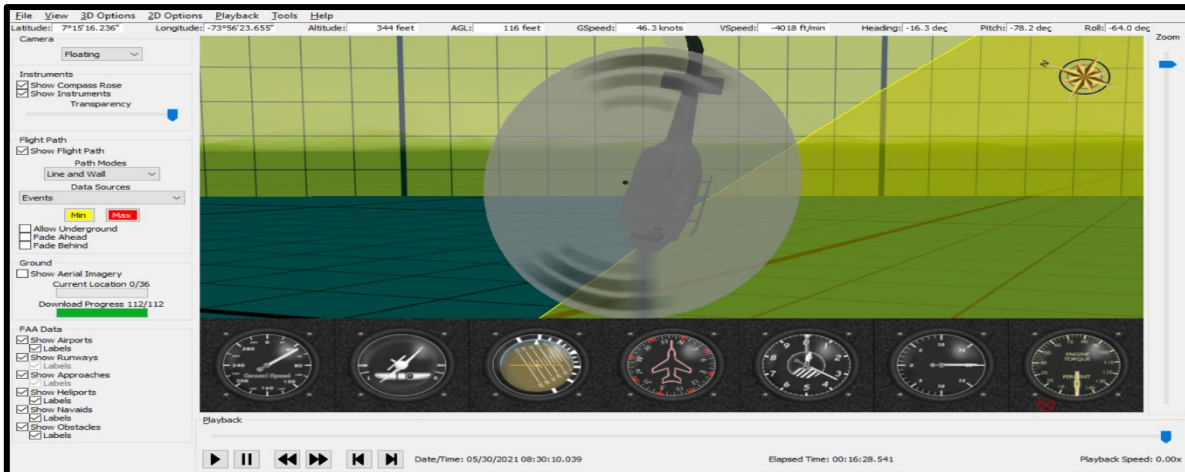 File View 3D Options 2D Options Playback Tools Help
Latitude: 7°15'16.236" Longitude: -73°56'23.655" Altitude: 344 feet AGL: 116 feet GSpeed: 46.3 knots VSpeed: -4018 ft/min Heading: -16.3 deg Pitch: -78.2 deg Roll: -64.0 deg
Camera
Zoom
Floating
N
Instruments
Show Compass Rose
Show Instruments
Transparency
Flight Path
Show Flight Path
Path Modes
Line and Wall
Data Sources
Events
Min Max
Allow Underground
Fade Ahead
Fade Behind
Ground
Show Aerial Imagery
Current Location 0/36
Download Progress 112/112
FAA Data
Show Airports
Labels
Show Runways
Labels
Show Approaches
Labels
Show Heliports
Labels
Show Navaids
Labels
Show Obstacles
Labels
Ground Speed
ENGINE
TORQUE
PERCENT
Playback
Date/Time: 05/30/2021 08:30:10.039 Elapsed Time: 00:16:28.541 Playback Speed: 0.00x